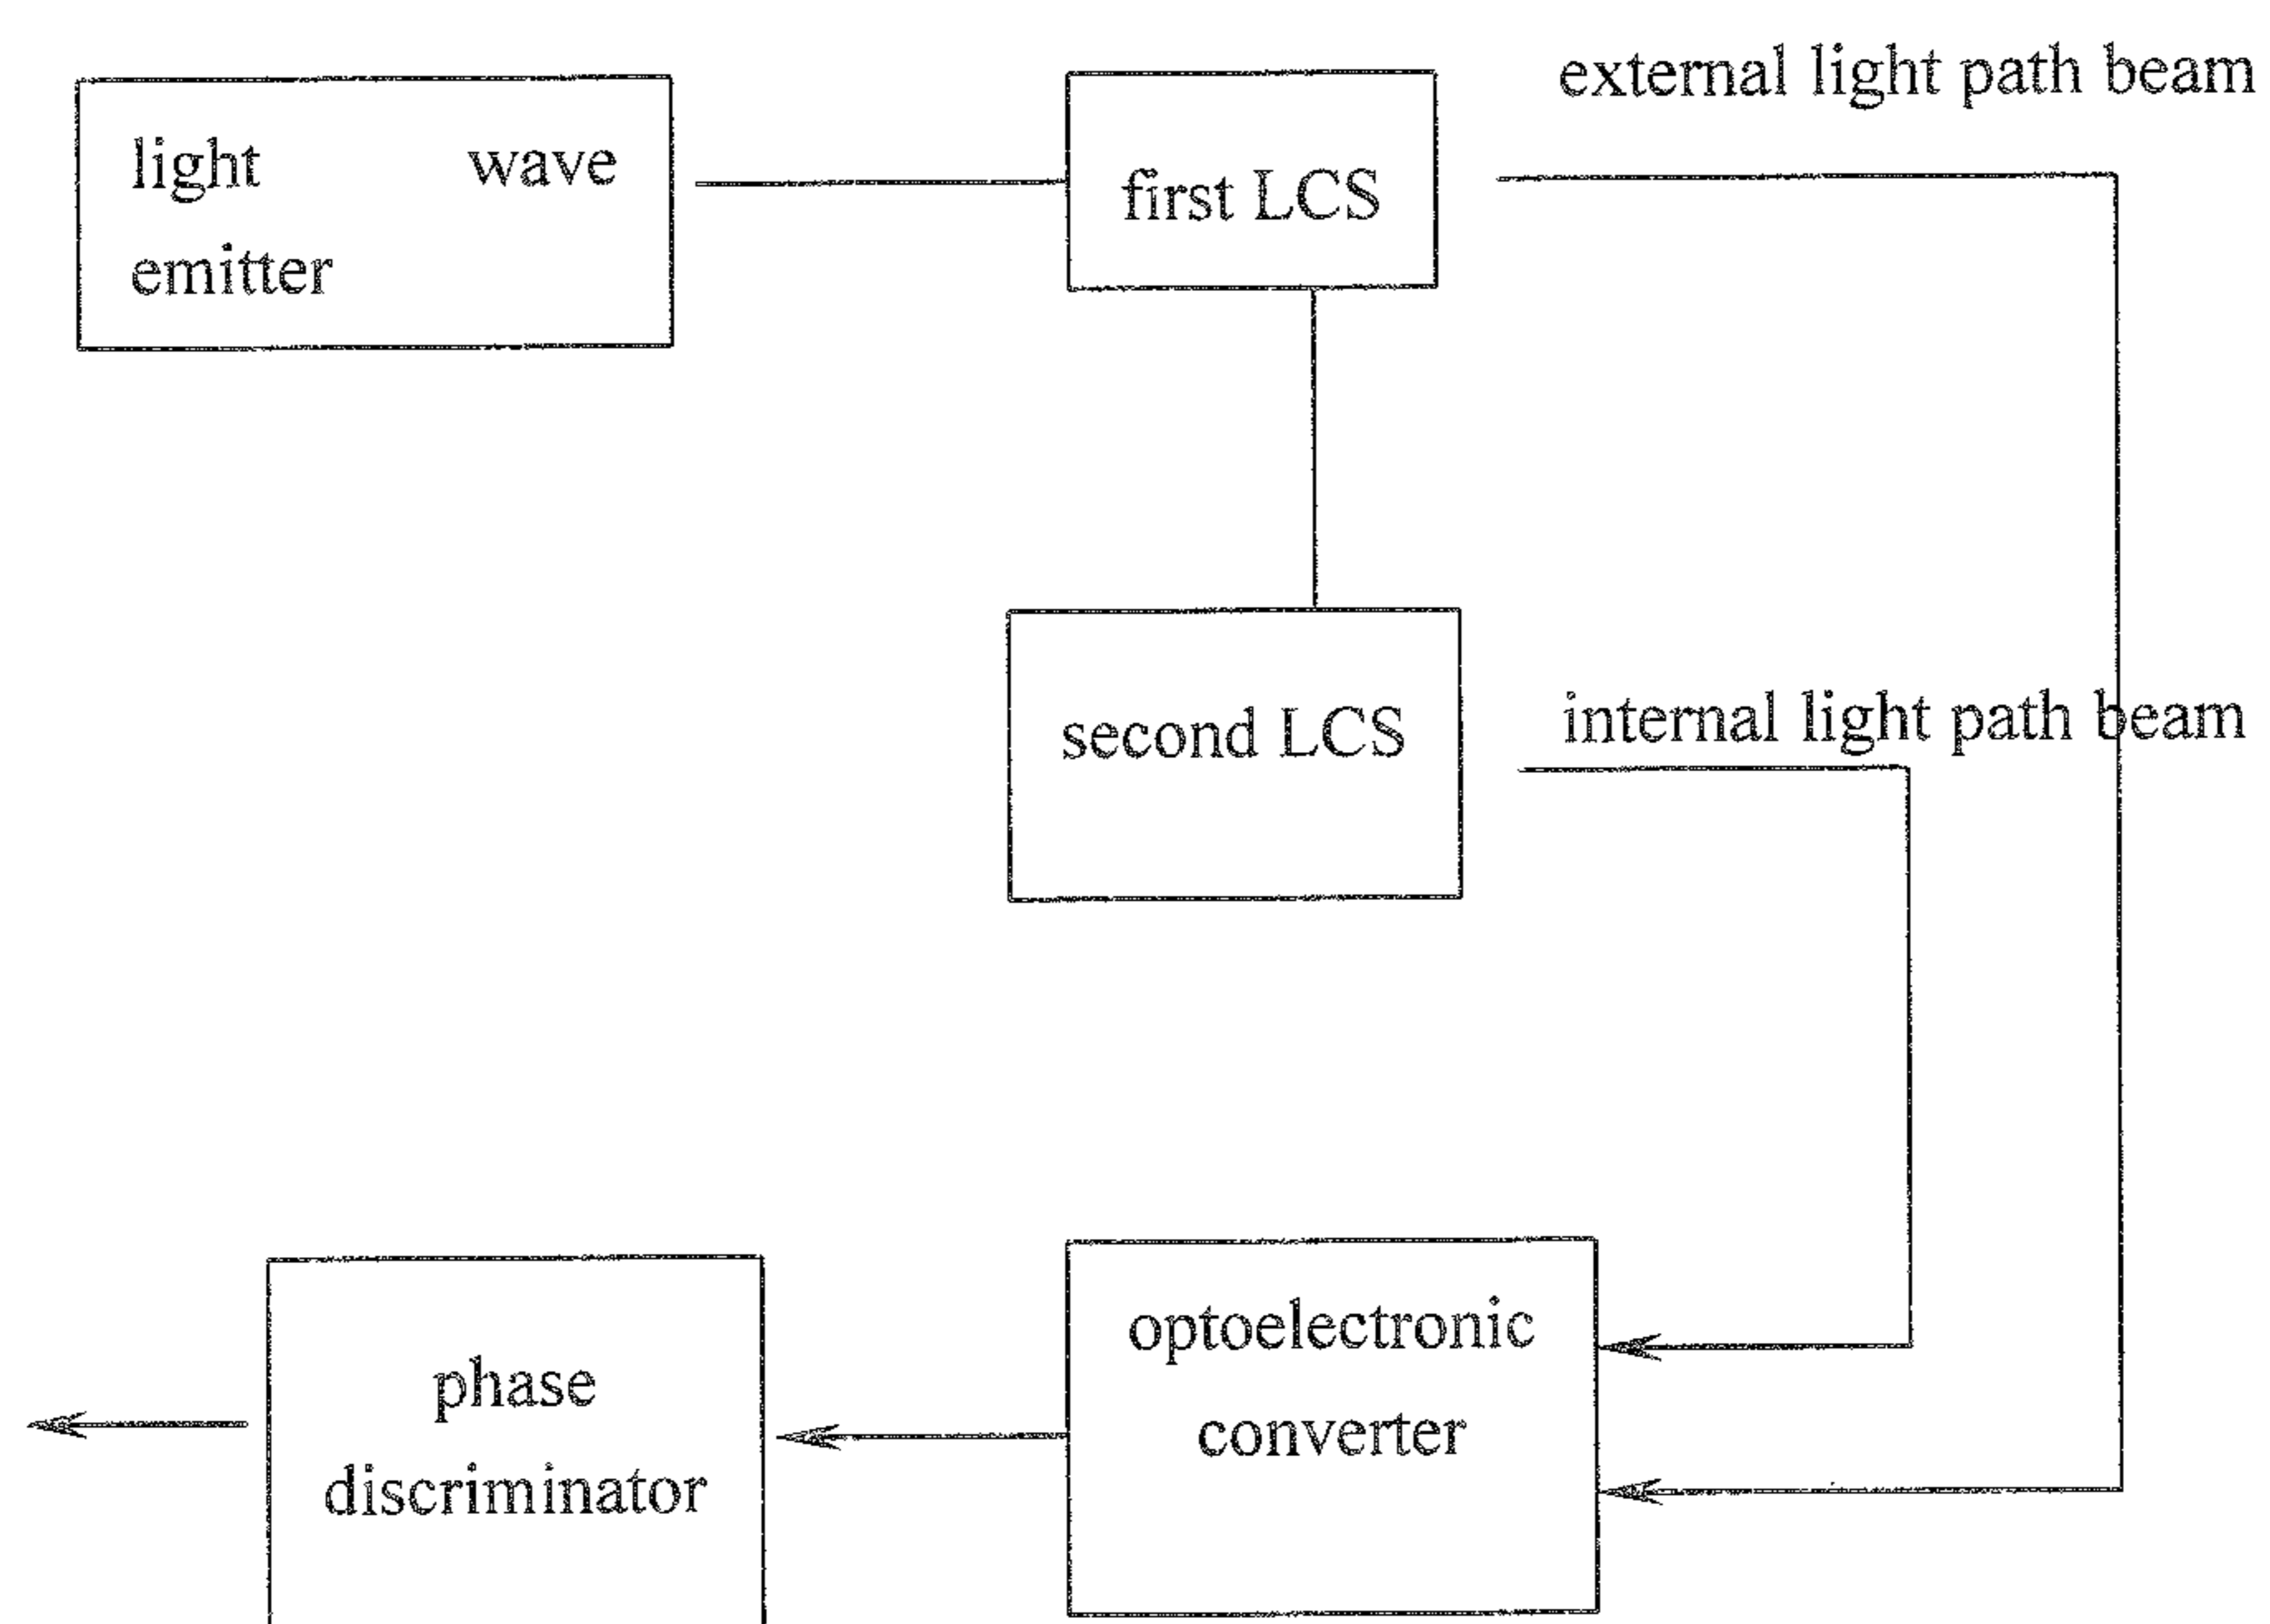 external light path beam
light wave
emitter
first LCS
second LCS
internal light path beam
optoelectronic
converter
phase
discriminator